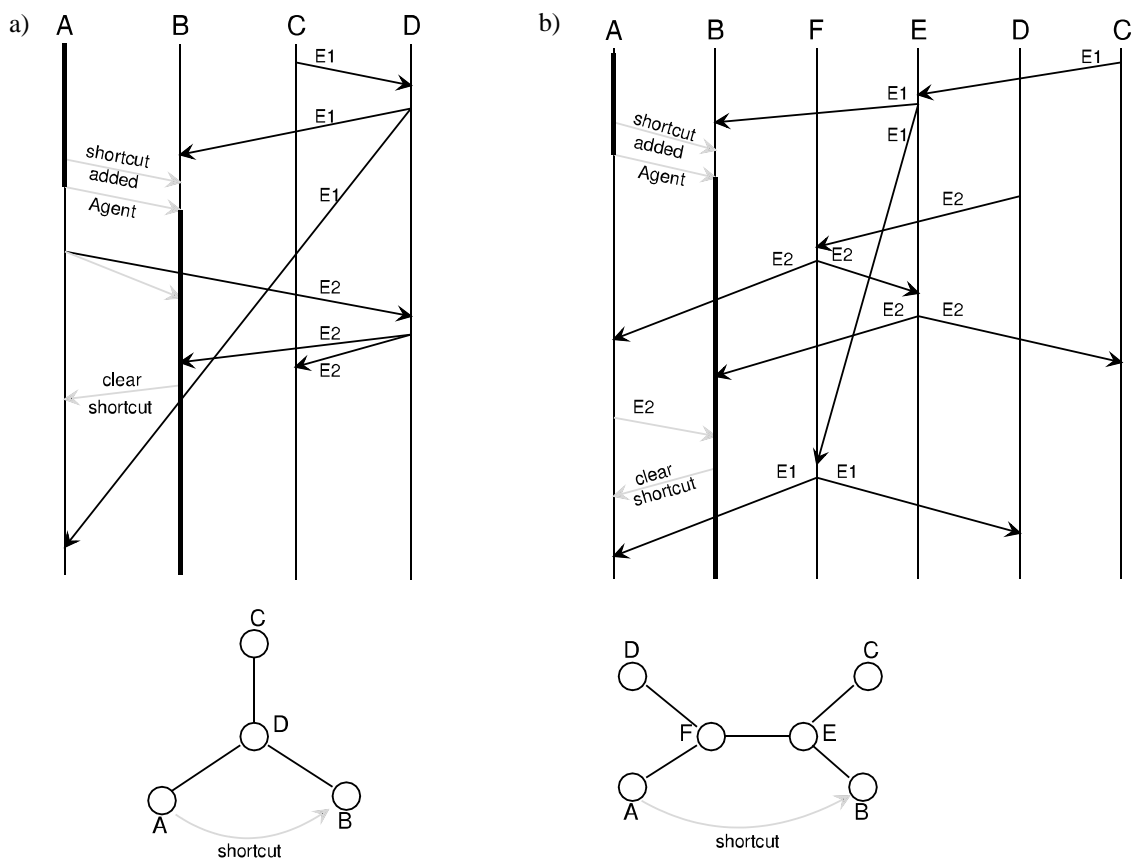 a)
A B C D
E1
E1
shortcut
added
E1
Agent
E2
E2
E2
clear
shortcut
C
D
A
B
shortcut
b)
A B F E D C
E1
E1
E1
shortcut
added
Agent
E2
E2 E2
E2 E2
E2
clear
shortcut
E1 E1
D C
F E
A B
shortcut